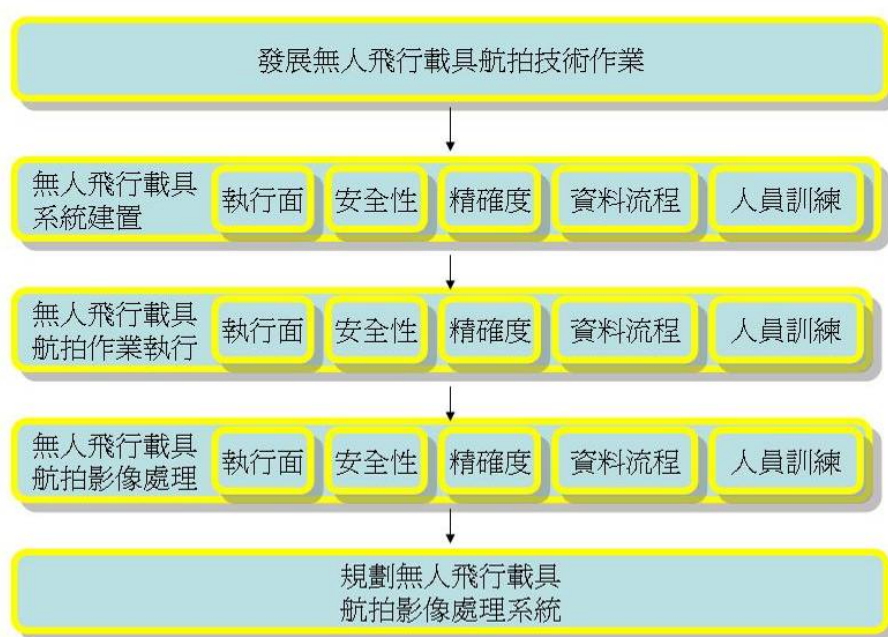 發展無人飛行載具航拍技術作業
無人飛行載具
系統建置
執行面
安全性
精確度
資料流程
人員訓練
無人飛行載具
航拍作業執行
執行面
安全性
精確度
資料流程
人員訓練
無人飛行載具
航拍影像處理
執行面
安全性
精確度
資料流程
人員訓練
規劃無人飛行載具
航拍影像處理系統